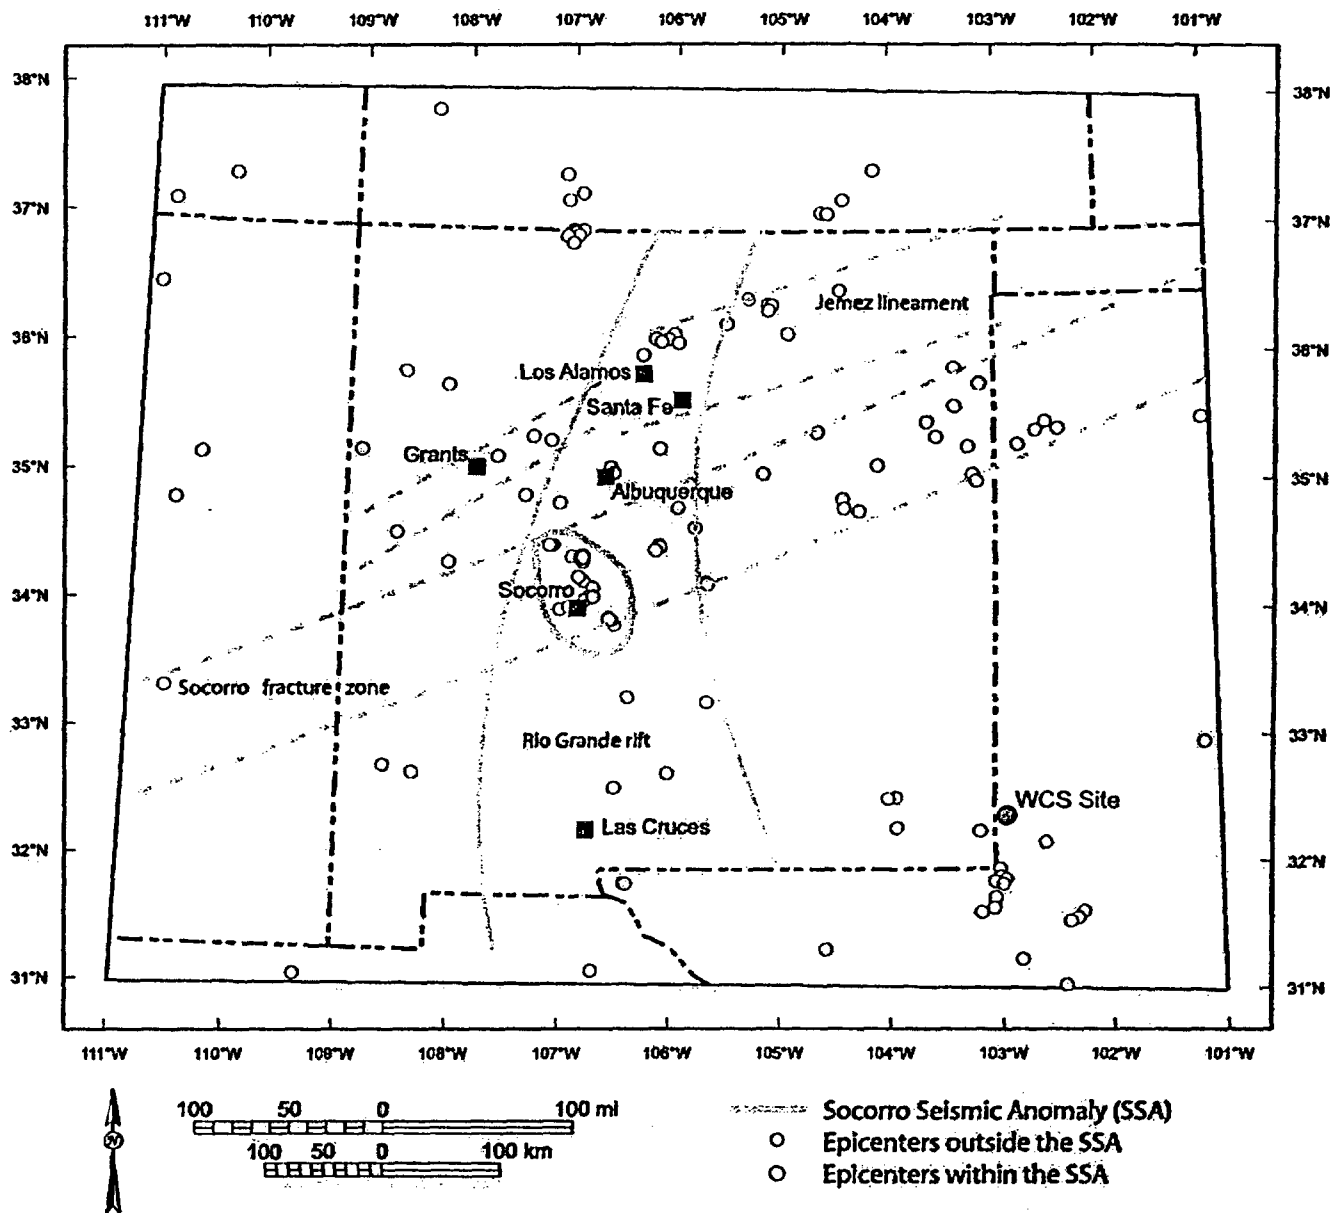 111°W 110°W 109°W 108°W 107°W 106°W 105°W 104°W 103°W 102°W 101°W
38°N 38°N
37°N 37°N
Jemez lineament
36°N 36°N
Los Alamos
Santa Fe
Grants
35°N 35°N
Albuquerque
Socorro
34°N 34°N
Socorro fracture zone
33°N 33°N
Rio Grande rift
WCS Site
Las Cruces
32°N 32°N
31°N 31°N
111°W 110°W 109°W 108°W 107°W 106°W 105°W 104°W 103°W 102°W 101°W
100 50 0 100 mi
100 50 0 100 km
Socorro Seismic Anomaly (SSA)
Epicenters outside the SSA
Epicenters within the SSA